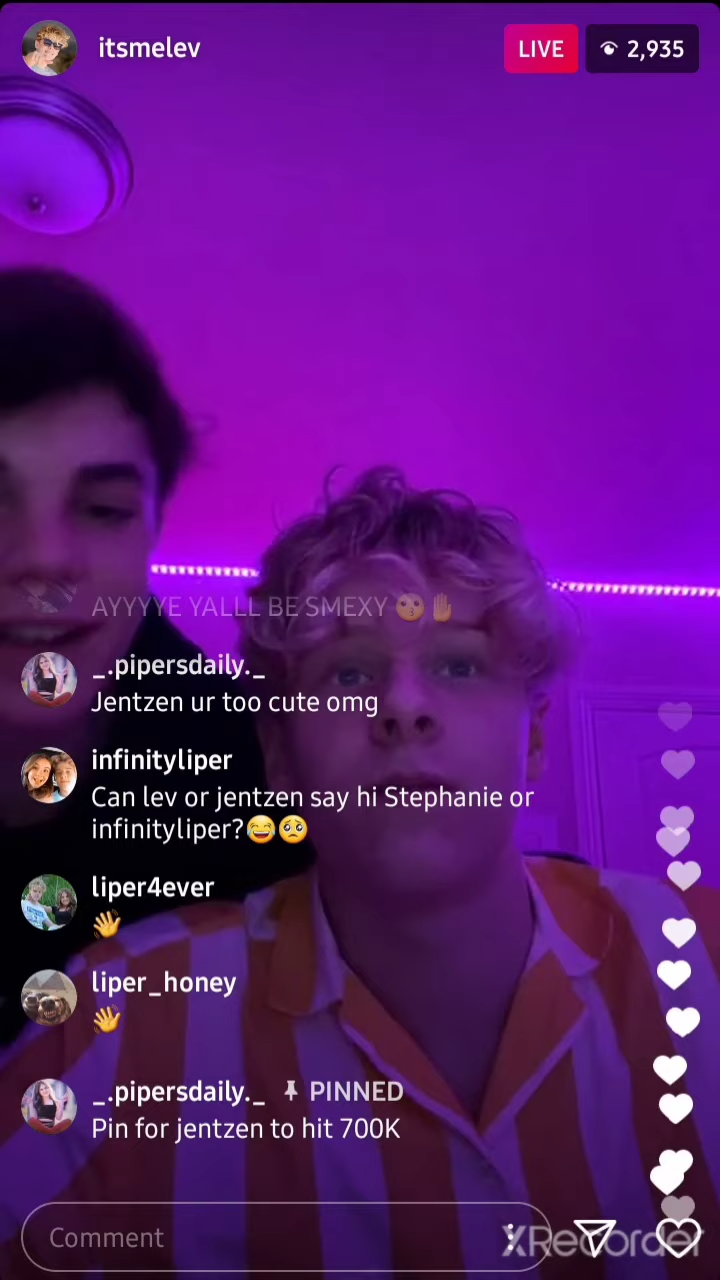 itsmelev
LIVE 2,935
AYYYYE YALLL BE SMEXY 😗✋
_.pipersdaily._
Jentzen ur too cute omg
infinityliper
Can lev or jentzen say hi Stephanie or
infinityliper?😂🥺
liper4ever
👋
liper_honey
👋
_.pipersdaily._ PINNED
Pin for jentzen to hit 700K
Comment
XRecorder